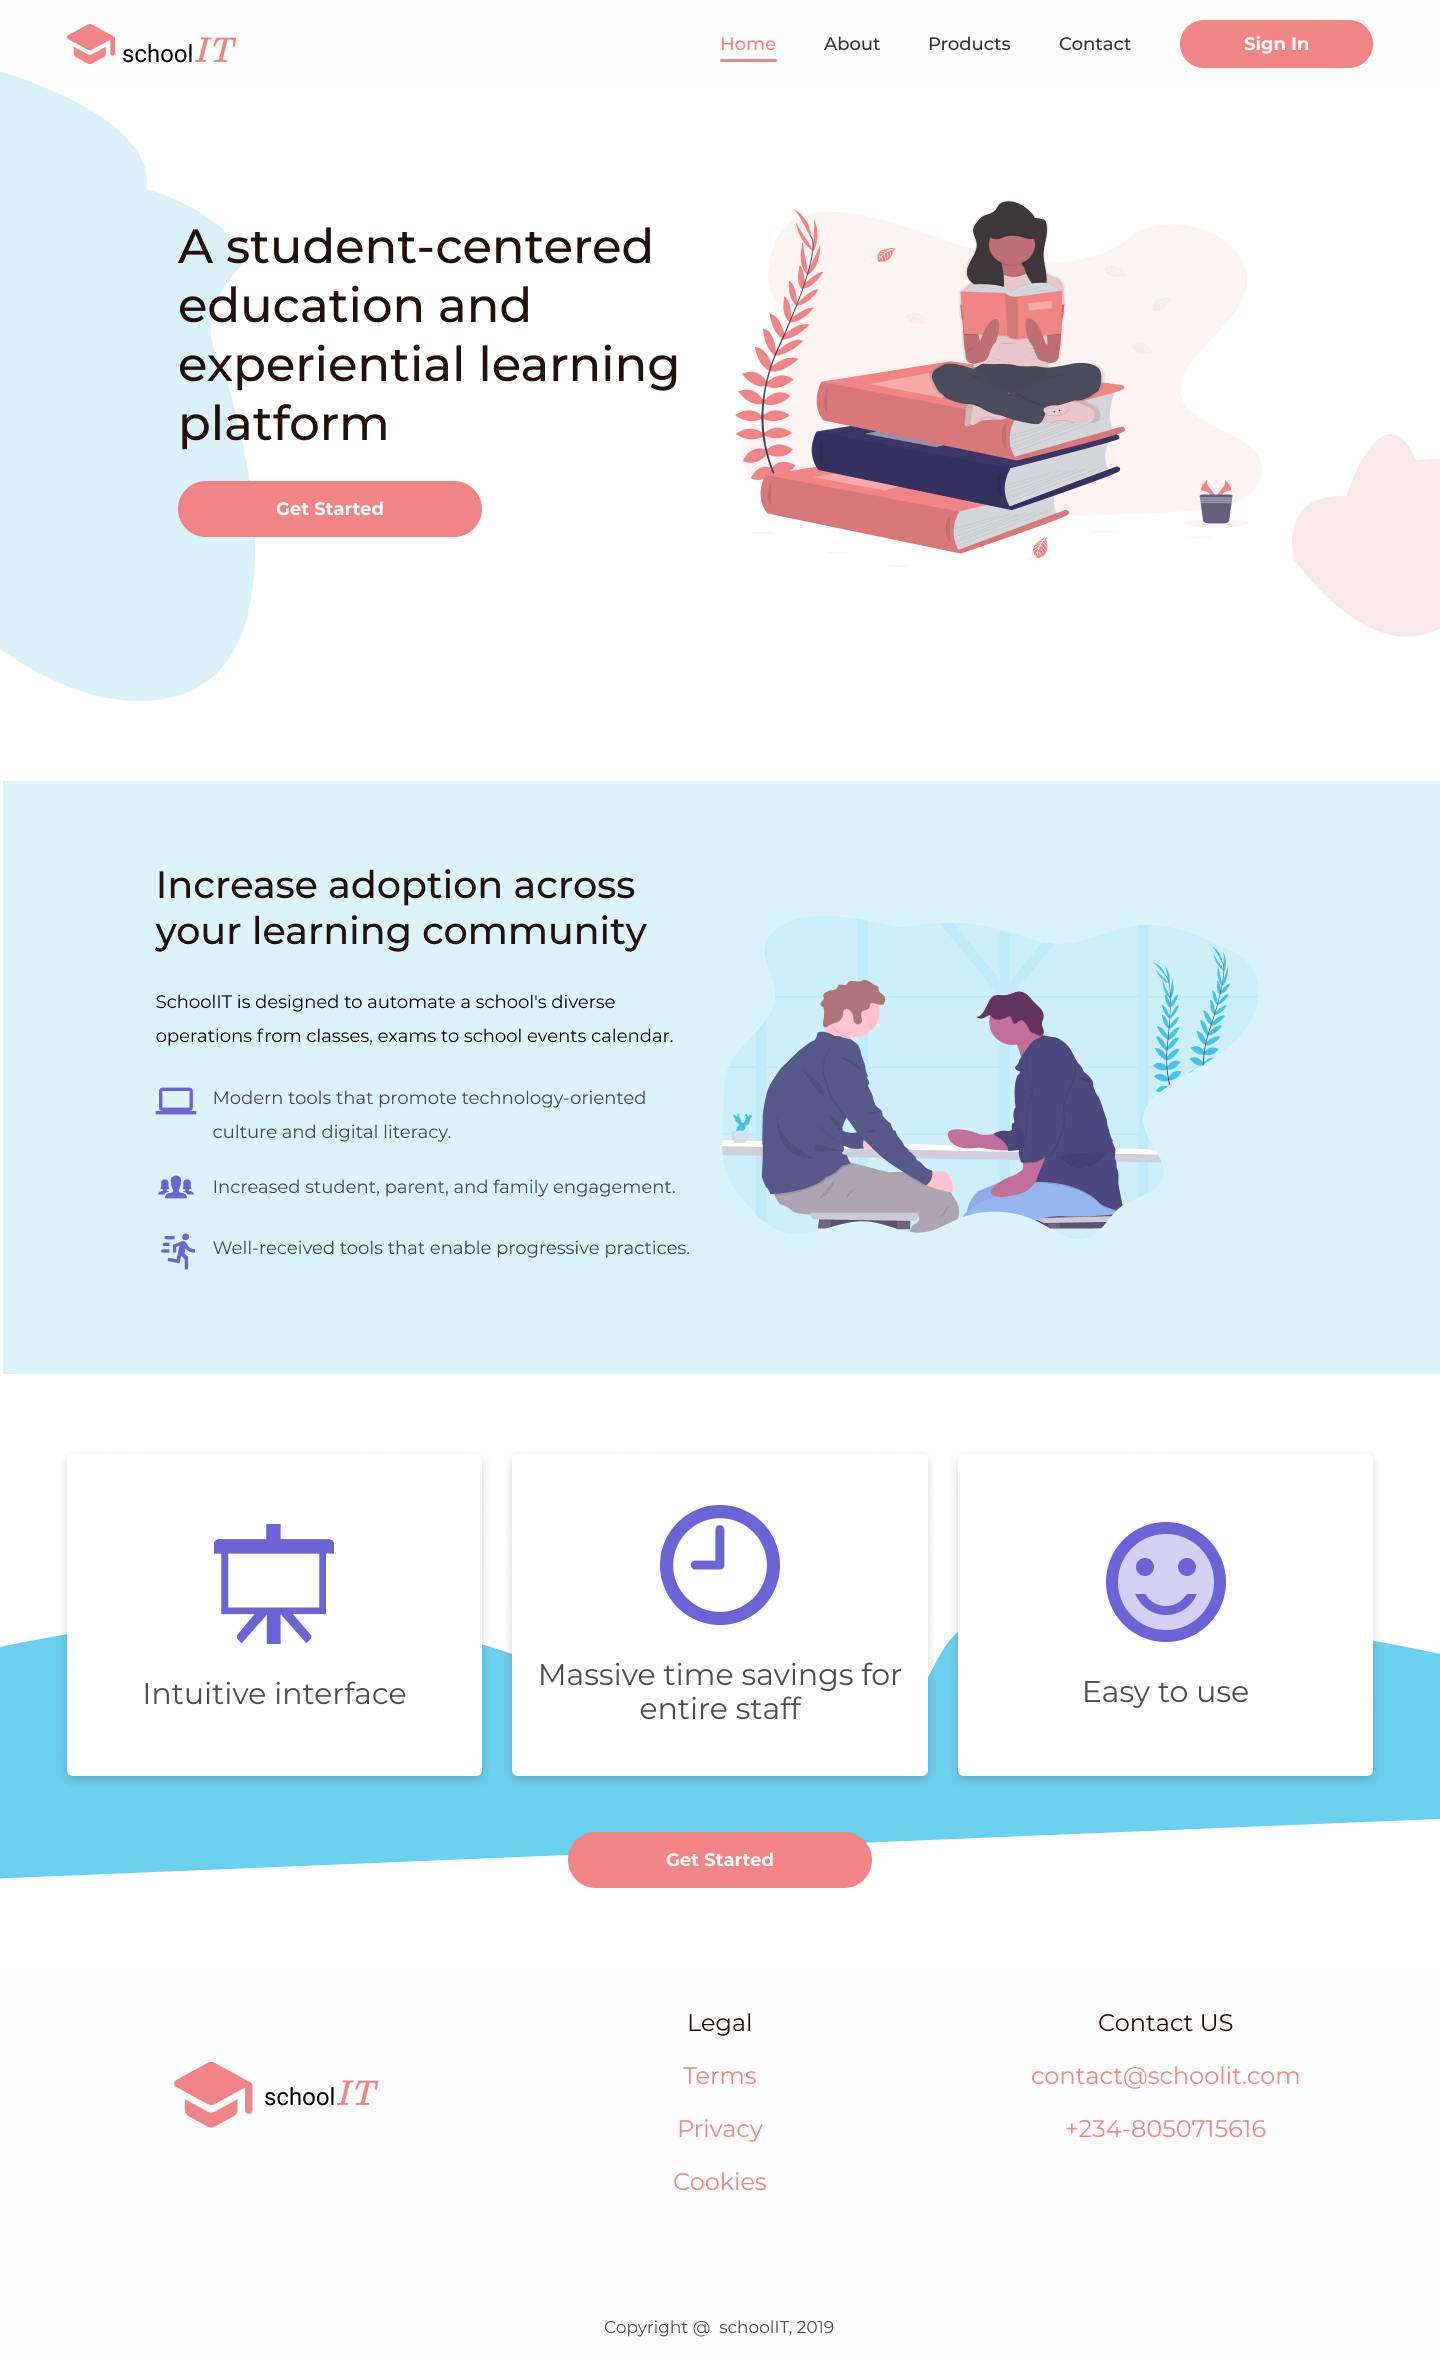 schoolIT
Home About Products Contact Sign In
A student-centered
education and
experiential learning
platform
Get Started
Increase adoption across
your learning community
SchoolIT is designed to automate a school's diverse
operations from classes, exams to school events calendar.
Modern tools that promote technology-oriented
culture and digital literacy.
Increased student, parent, and family engagement.
Well-received tools that enable progressive practices.
Intuitive interface
Massive time savings for
entire staff
Easy to use
Get Started
schoolIT
Legal
Terms
Privacy
Cookies
Contact US
contact@schoolit.com
+234-8050715616
Copyright @ schoolIT, 2019